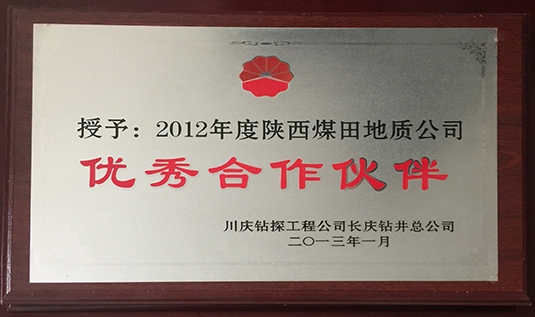 授予：2012年度陕西煤田地质公司
优秀合作伙伴
川庆钻探工程公司长庆钻井总公司
二〇一三年一月